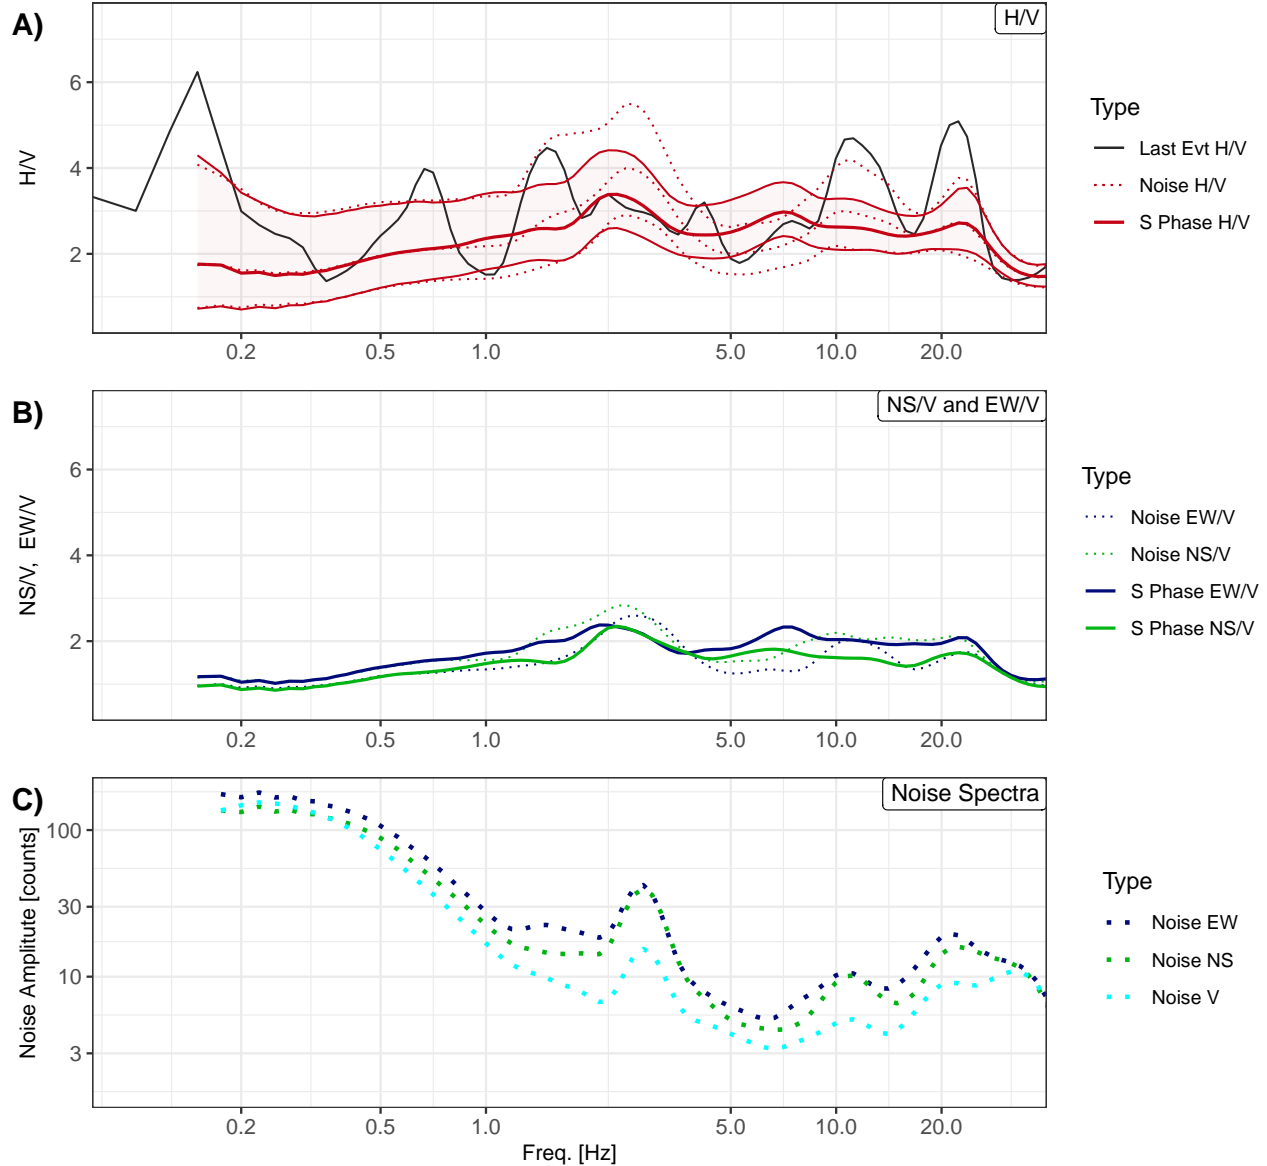 A)
H/V
6
4
2
H/V
0.2 0.5 1.0 5.0 10.0 20.0
Type
Last Evt H/V
Noise H/V
S Phase H/V
B)
NS/V and EW/V
6
4
2
NS/V,  EW/V
0.2 0.5 1.0 5.0 10.0 20.0
Type
Noise EW/V
Noise NS/V
S Phase EW/V
S Phase NS/V
C)
Noise Spectra
100
30
10
3
Noise Amplitute [counts]
0.2 0.5 1.0 5.0 10.0 20.0
Freq. [Hz]
Type
Noise EW
Noise NS
Noise V